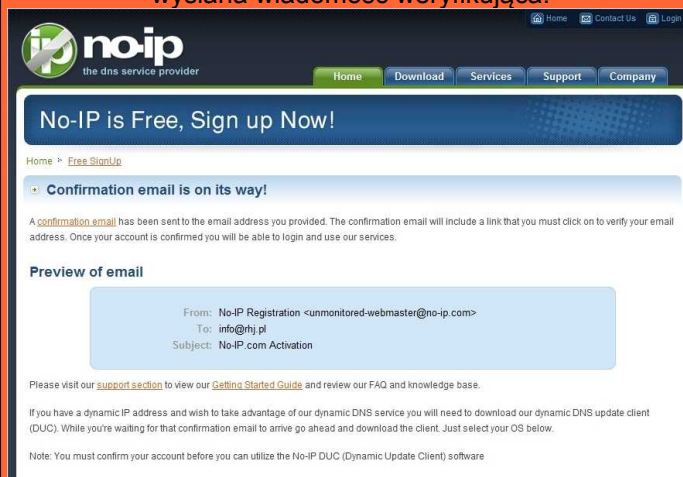 wysłana wiadomość weryfikująca:
Home Contact Us Login
no-ip
the dns service provider
Home Download Services Support Company
No-IP is Free, Sign up Now!
Home Free SignUp
Confirmation email is on its way!
A confirmation email has been sent to the email address you provided. The confirmation email will include a link that you must click on to verify your email
address. Once your account is confirmed you will be able to login and use our services.
Preview of email
From: No-IP Registration <unmonitored-webmaster@no-ip.com>
To: info@rhj.pl
Subject: No-IP.com Activation
Please visit our support section to view our Getting Started Guide and review our FAQ and knowledge base.
If you have a dynamic IP address and wish to take advantage of our dynamic DNS service you will need to download our dynamic DNS update client
(DUC). While you're waiting for that confirmation email to arrive go ahead and download the client. Just select your OS below.
Note: You must confirm your account before you can utilize the No-IP DUC (Dynamic Update Client) software